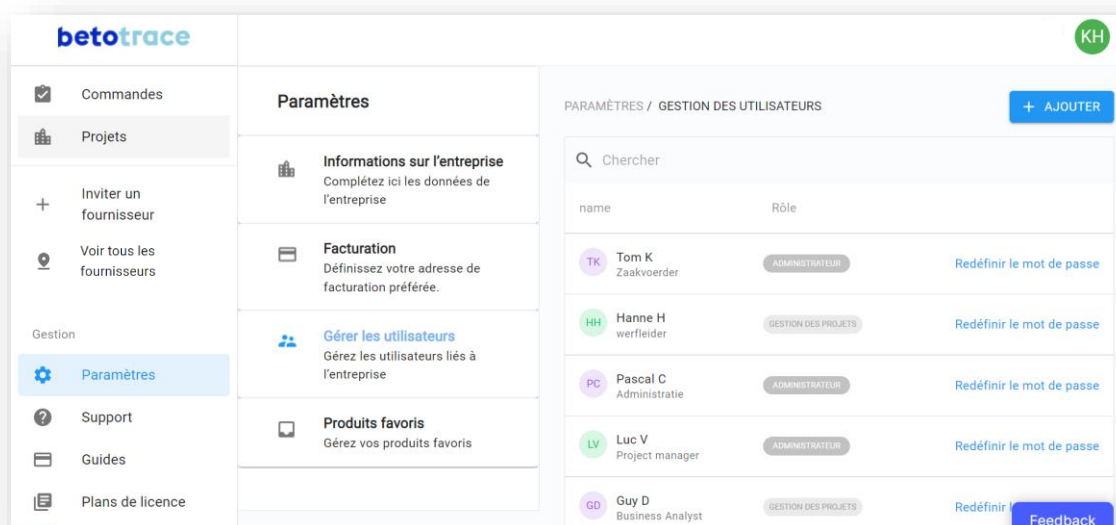 betotrace
KH
Commandes
Projets
Inviter un
fournisseur
Voir tous les
fournisseurs
Gestion
Paramètres
Support
Guides
Plans de licence
Paramètres
Informations sur l'entreprise
Complétez ici les données de
l'entreprise
Facturation
Définissez votre adresse de
facturation préférée.
Gérer les utilisateurs
Gérez les utilisateurs liés à
l'entreprise
Produits favoris
Gérez vos produits favoris
PARAMÈTRES / GESTION DES UTILISATEURS
+ AJOUTER
Chercher
name Rôle
TK Tom K ADMINISTRATEUR Redéfinir le mot de passe
Zaakvoerder
HH Hanne H GESTION DES PROJETS Redéfinir le mot de passe
werfleider
PC Pascal C ADMINISTRATEUR Redéfinir le mot de passe
Administratie
LV Luc V ADMINISTRATEUR Redéfinir le mot de passe
Project manager
GD Guy D GESTION DES PROJETS Redéfinir
Business Analyst
Feedback